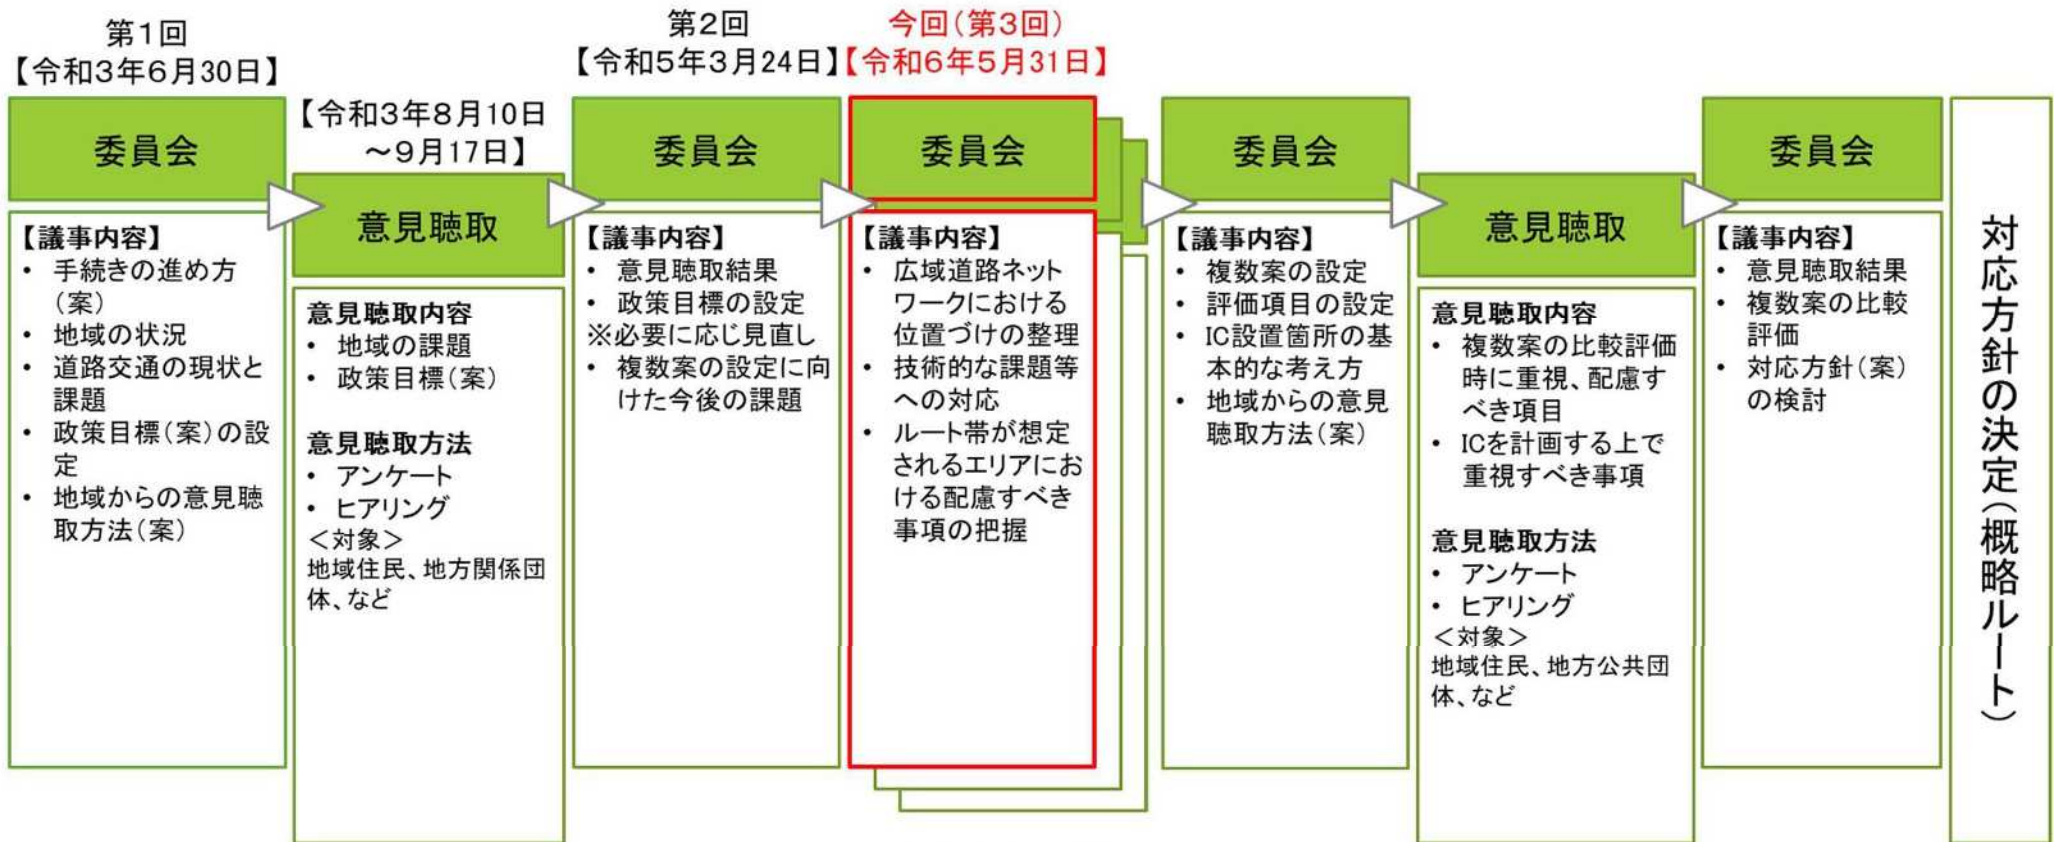 第1回
【令和3年6月30日】
委員会
【議事内容】
• 手続きの進め方
(案)
• 地域の状況
• 道路交通の現状と
課題
• 政策目標(案)の設
定
• 地域からの意見聴
取方法(案)
【令和3年8月10日
～9月17日】
意見聴取
意見聴取内容
• 地域の課題
• 政策目標(案)
意見聴取方法
• アンケート
• ヒアリング
＜対象＞
地域住民、地方関係団
体、など
第2回
【令和5年3月24日】
委員会
【議事内容】
• 意見聴取結果
• 政策目標の設定
※必要に応じ見直し
• 複数案の設定に向
けた今後の課題
今回(第3回)
【令和6年5月31日】
委員会
【議事内容】
• 広域道路ネット
ワークにおける
位置づけの整理
• 技術的な課題等
への対応
• ルート帯が想定
されるエリアにお
ける配慮すべき
事項の把握
委員会
【議事内容】
• 複数案の設定
• 評価項目の設定
• IC設置箇所の基
本的な考え方
• 地域からの意見
聴取方法(案)
意見聴取
意見聴取内容
• 複数案の比較評価
時に重視、配慮す
べき項目
• ICを計画する上で
重視すべき事項
意見聴取方法
• アンケート
• ヒアリング
＜対象＞
地域住民、地方公共団
体、など
委員会
【議事内容】
• 意見聴取結果
• 複数案の比較
評価
• 対応方針(案)
の検討
対応方針の決定(概略ルート)